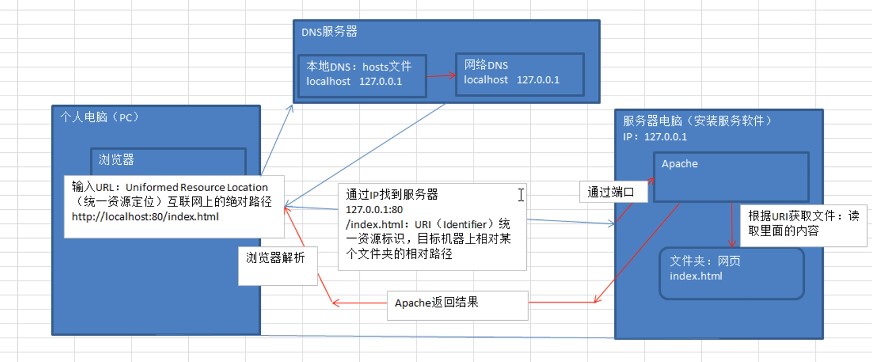 DNS服务器
本地DNS：hosts文件
localhost 127.0.0.1
网络DNS
localhost 127.0.0.1
个人电脑（PC）
浏览器
输入URL：Uniformed Resource Location
（统一资源定位）互联网上的绝对路径
http://localhost:80/index.html
浏览器解析
通过IP找到服务器
127.0.0.1:80
/index.html：URI（Identifier）统
一资源标识，目标机器上相对某
个文件夹的相对路径
Apache返回结果
通过端口
服务器电脑（安装服务软件）
IP：127.0.0.1
Apache
根据URI获取文件：读
取里面的内容
文件夹：网页
index.html